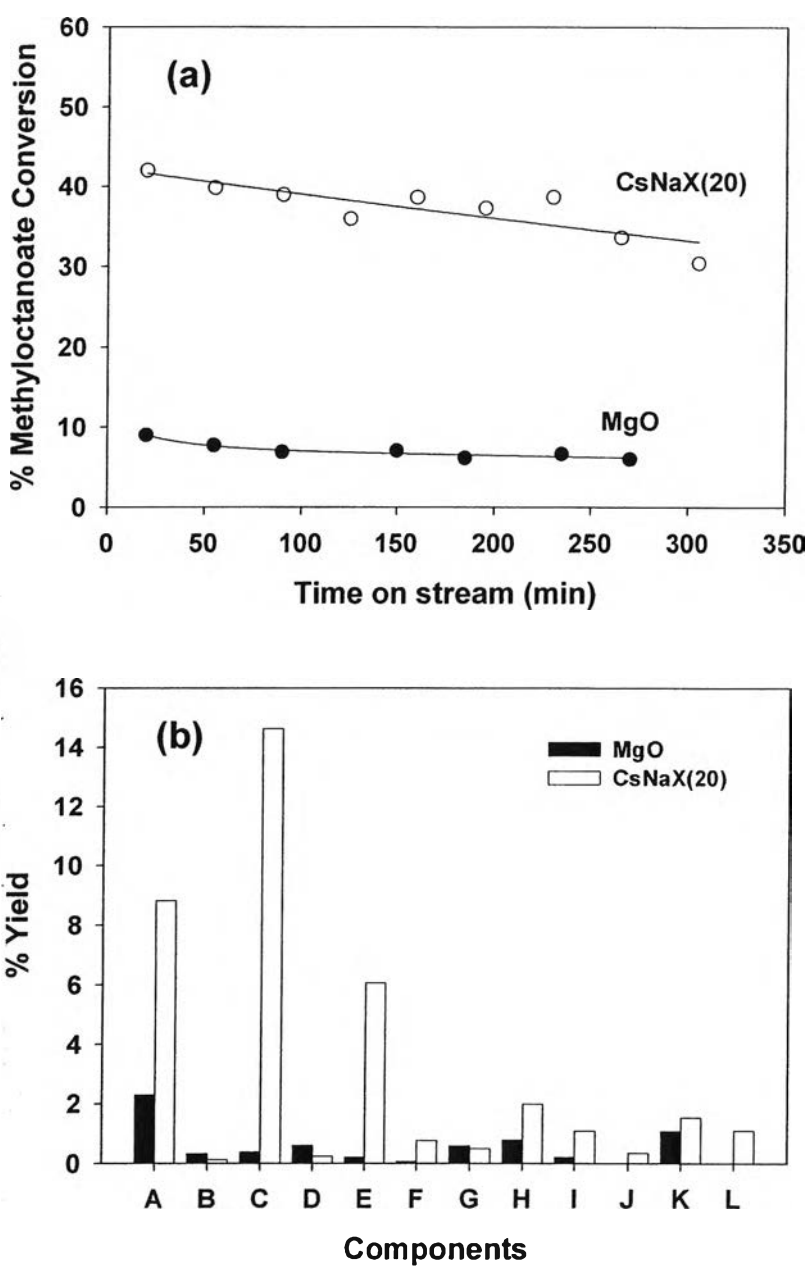 60
(a)
50
% Methyloctanoate Conversion
CsNaX(20)
40
30
20
MgO
10
0
0 50 100 150 200 250 300 350
Time on stream (min)
16
(b)
MgO
14
CsNaX(20)
12
10
% Yield
8
6
4
2
0
A B C D E F G H I J K L
Components